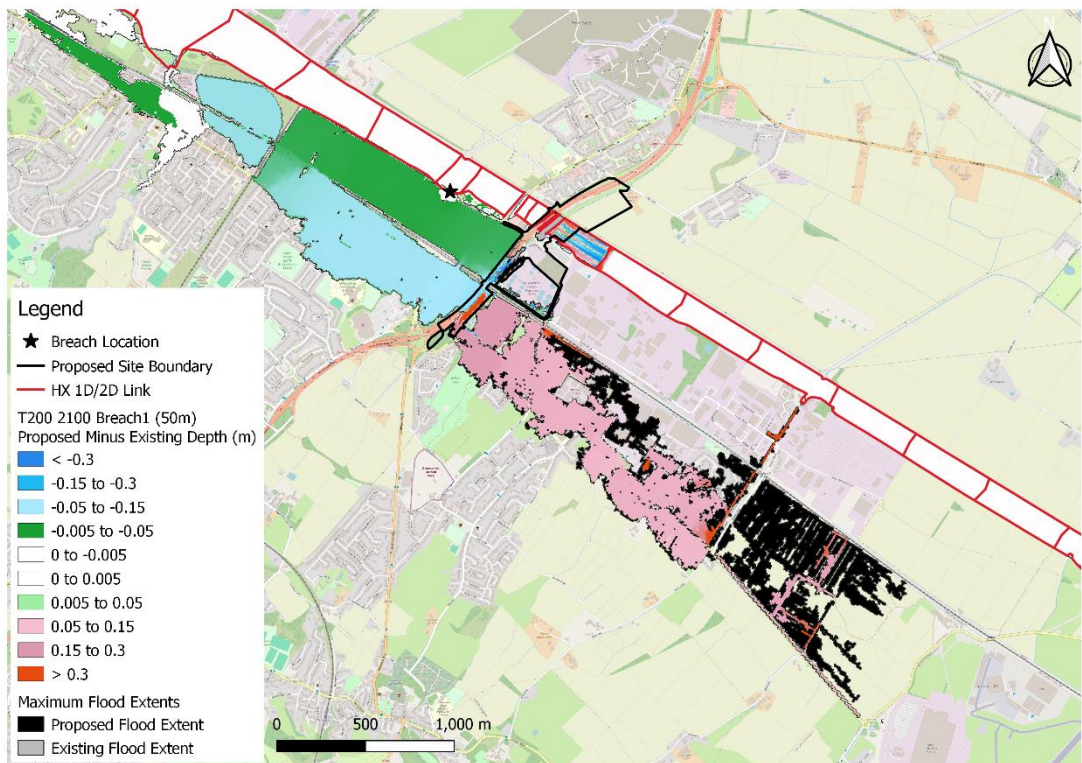 N
Legend
Breach Location
Proposed Site Boundary
HX 1D/2D Link
T200 2100 Breach1 (50m)
Proposed Minus Existing Depth (m)
< -0.3
-0.15 to -0.3
-0.05 to -0.15
-0.005 to -0.05
0 to -0.005
0 to 0.005
0.005 to 0.05
0.05 to 0.15
0.15 to 0.3
> 0.3
Maximum Flood Extents
Proposed Flood Extent
Existing Flood Extent
0 500 1,000 m